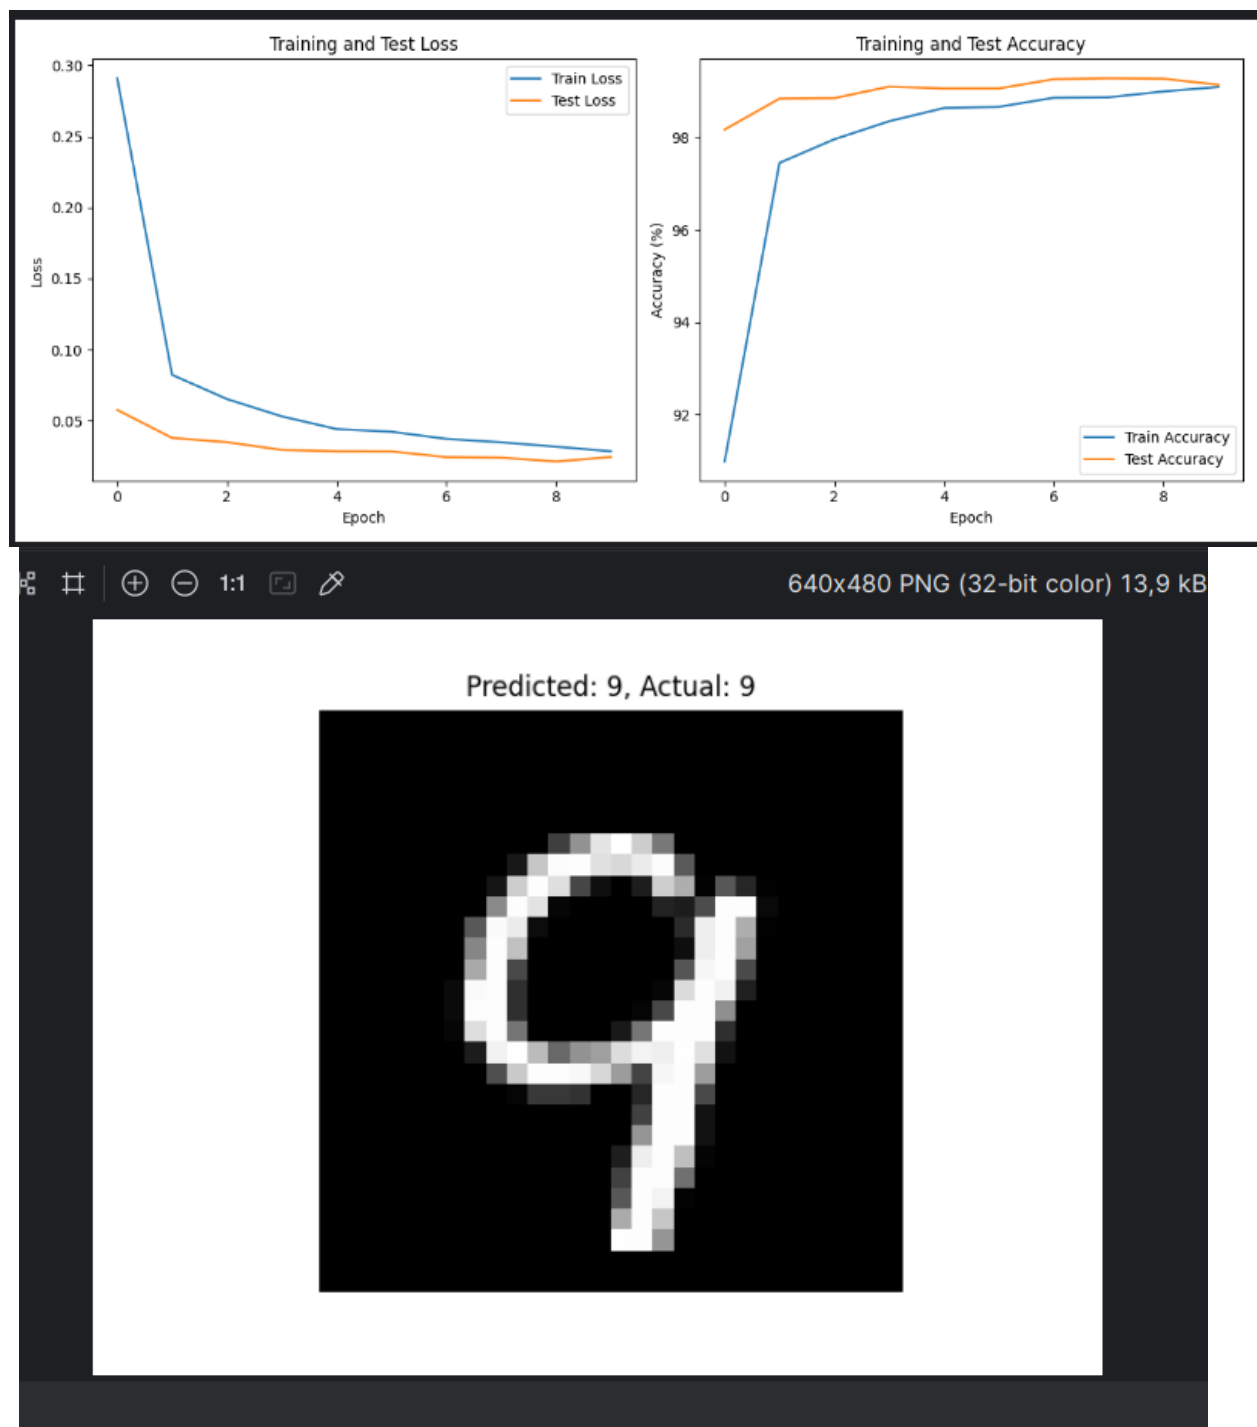 Training and Test Loss
0.30
0.25
0.20
0.15
0.10
0.05
Loss
Train Loss
Test Loss
0 2 4 6 8
Epoch
Training and Test Accuracy
98
96
94
92
Accuracy (%)
Train Accuracy
Test Accuracy
0 2 4 6 8
Epoch
1:1
640x480 PNG (32-bit color) 13,9 kB
Predicted: 9, Actual: 9
9